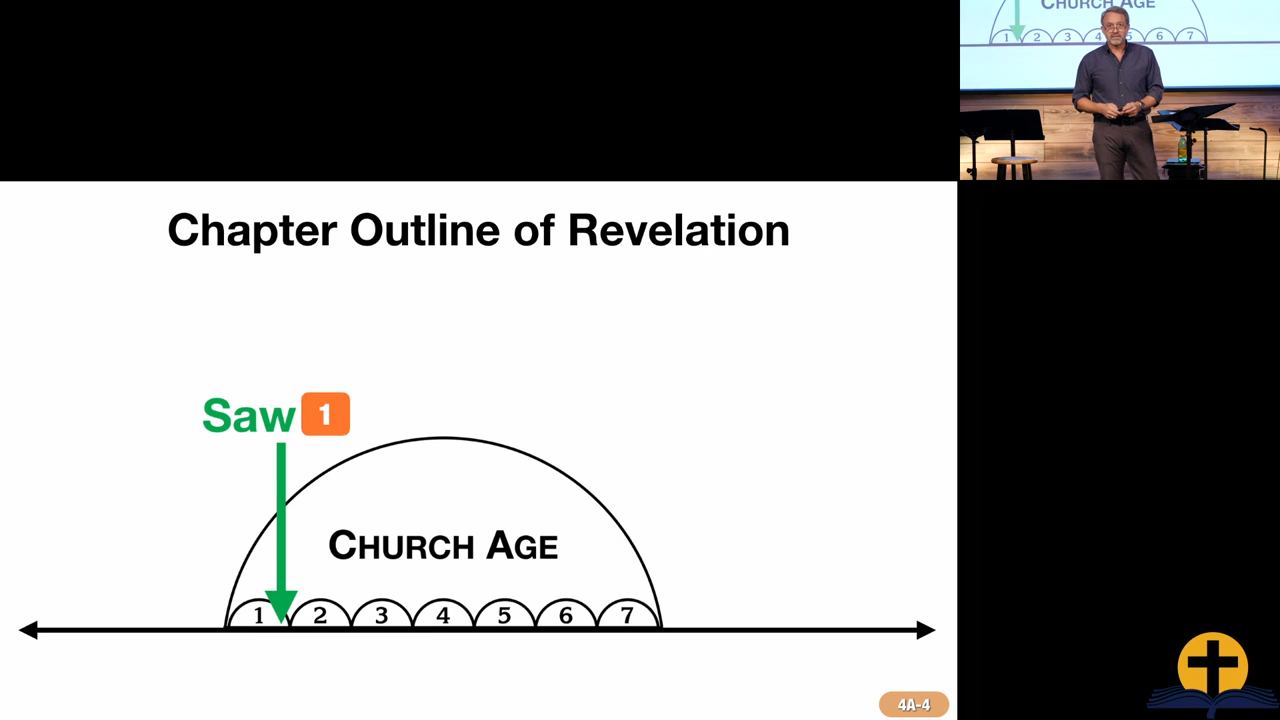 CHURCH AGE
1 2 3 4 5 6 7
Chapter Outline of Revelation
Saw 1
CHURCH AGE
1 2 3 4 5 6 7
4A-4